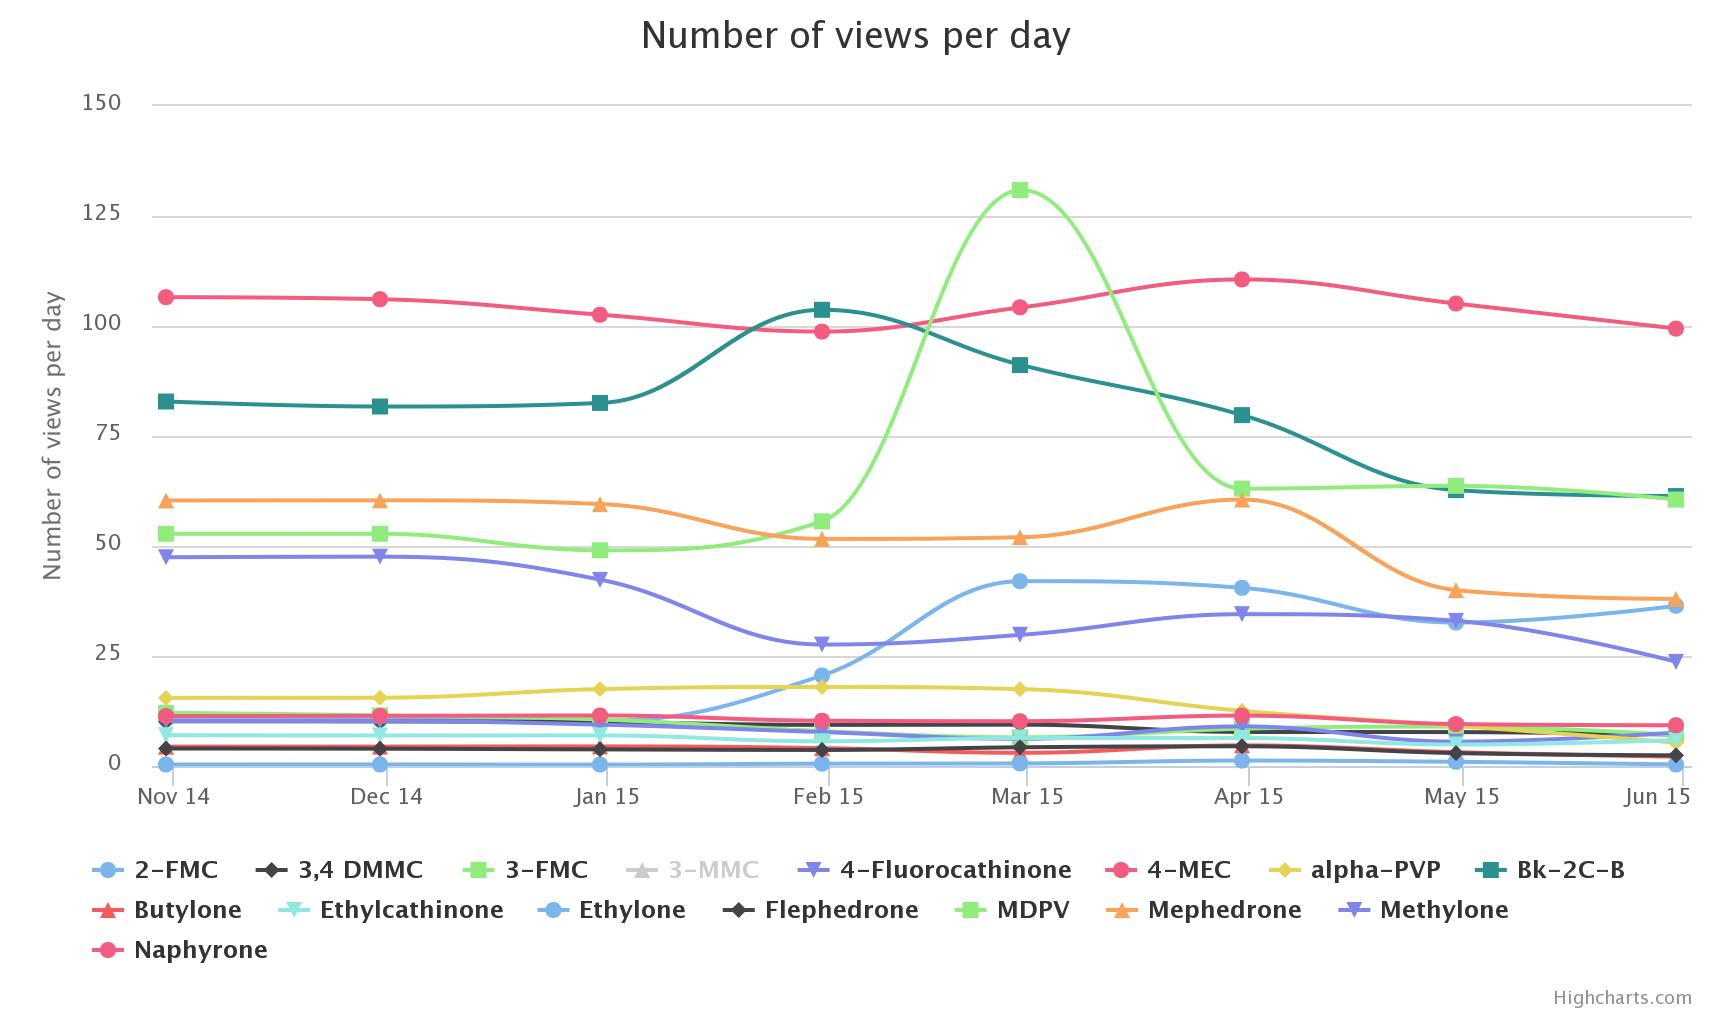 Number of views per day
Number of views per day
150
125
100
75
50
25
0
Nov 14 Dec 14 Jan 15 Feb 15 Mar 15 Apr 15 May 15 Jun 15
2-FMC 3,4 DMMC 3-FMC 3-MMC 4-Fluorocathinone 4-MEC alpha-PVP Bk-2C-B
Butylone Ethylcathinone Ethylone Flephedrone MDPV Mephedrone Methylone
Naphyrone
Highcharts.com